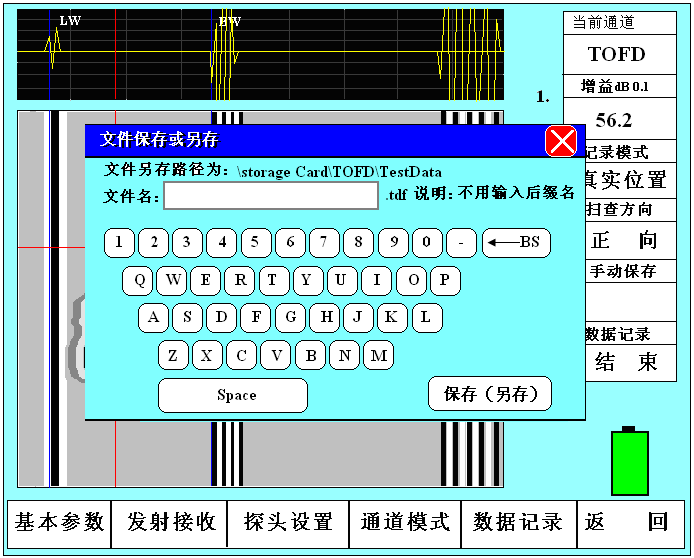 LW
BW
1.
当前通道
TOFD
增益dB 0.1
56.2
记录模式
真实位置
扫查方向
正 向
手动保存
数据记录
结 束
文件保存或另存
文件另存路径为: \storage Card\TOFD\TestData
文件名: .tdf 说明: 不用输入后缀名
1 2 3 4 5 6 7 8 9 0 - ←BS
Q W E R T Y U I O P
A S D F G H J K L
Z X C V B N M
Space
保存（另存）
基本参数 发射接收 探头设置 通道模式 数据记录 返 回